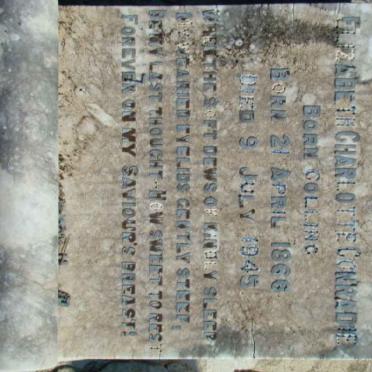 ELIZABETH CHARLOTTE CONRADIE
BORN COLLING
BORN 21 APRIL 1866
DIED 9 JULY 1945
WHEN THE SOFT DEWS OF KINDLY SLEEP
MY WEARIED EYELIDS GENTLY STEEP,
BE MY LAST THOUGHT HOW SWEET TO REST
FOREVER ON MY SAVIOUR'S BREAST!